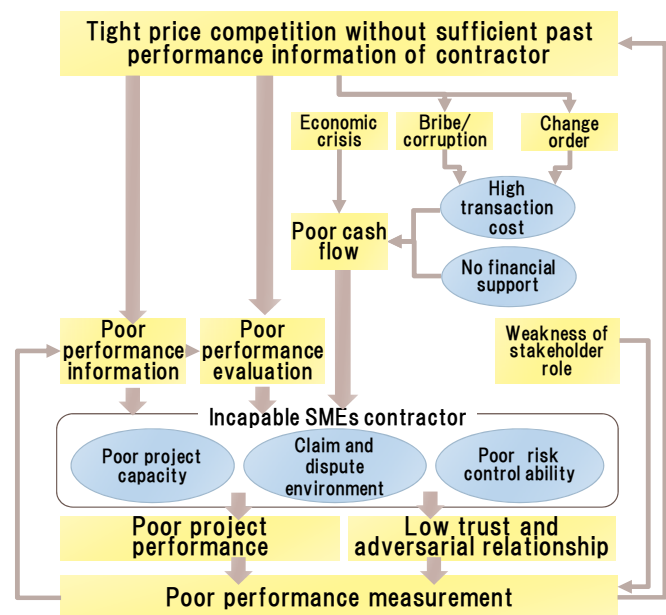 Tight price competition without sufficient past
performance information of contractor
Economic
crisis
Bribe/
corruption
Change
order
High
transaction
cost
Poor cash
flow
No financial
support
Poor
performance
information
Poor
performance
evaluation
Weakness of
stakeholder
role
Incapable SMEs contractor
Poor project
capacity
Claim and
dispute
environment
Poor risk
control ability
Poor project
performance
Low trust and
adversarial relationship
Poor performance measurement